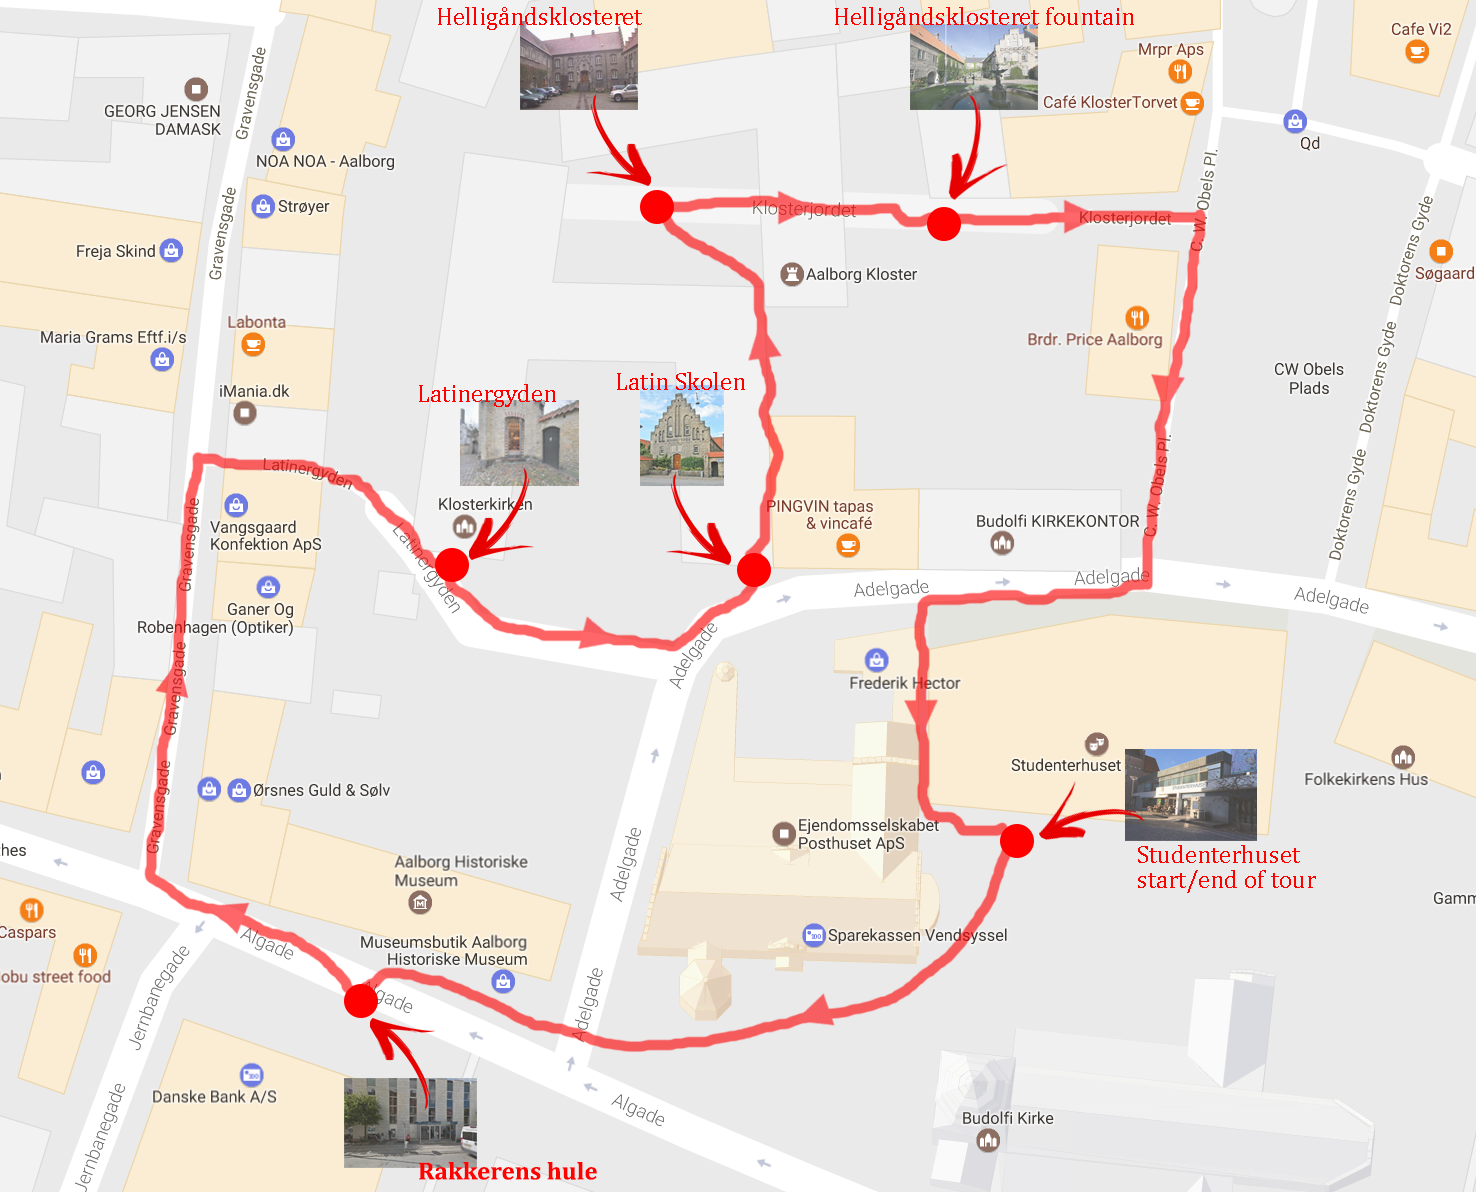 Helligåndsklosteret
Helligåndsklosteret fountain
Cafe Vi2
Mrpr Aps
GEORG JENSEN
DAMASK
Gravensgade
Café KlosterTorvet
Qd
NOA NOA - Aalborg
C. W. Obels Pl.
Strøyer
Gravensgade
Klosterjordet
Klosterjordet
Doktorens Gyde
Freja Skind
Aalborg Kloster
Søgaard
Labonta
Maria Grams Eftf.i/s
Brdr. Price Aalborg
Doktorens Gyde
iMania.dk
Latinergyden
Latin Skolen
CW Obels
Plads
Latinergyden
C. W. Obels Pl.
Doktorens Gyde
Klosterkirken
PINGVIN tapas
& vincafé
Budolfi KIRKEKONTOR
Vangsgaard
Konfektion ApS
Gravensgade
Latinergyden
Adelgade
Adelgade
Adelgade
Ganer Og
Robenhagen (Optiker)
Gravensgade
Adelgade
Frederik Hector
Studenterhuset
Folkekirkens Hus
Gravensgade
Ørsnes Guld & Sølv
Ejendomsselskabet
Posthuset ApS
hes
Aalborg Historiske
Museum
Adelgade
Studenterhuset
start/end of tour
Gamm
Caspars
Algade
Museumsbutik Aalborg
Historiske Museum
Sparekassen Vendsyssel
obu street food
Jernbanegade
lgade
Adelgade
Danske Bank A/S
Jernbanegade
Algade
Budolfi Kirke
Rakkerens hule